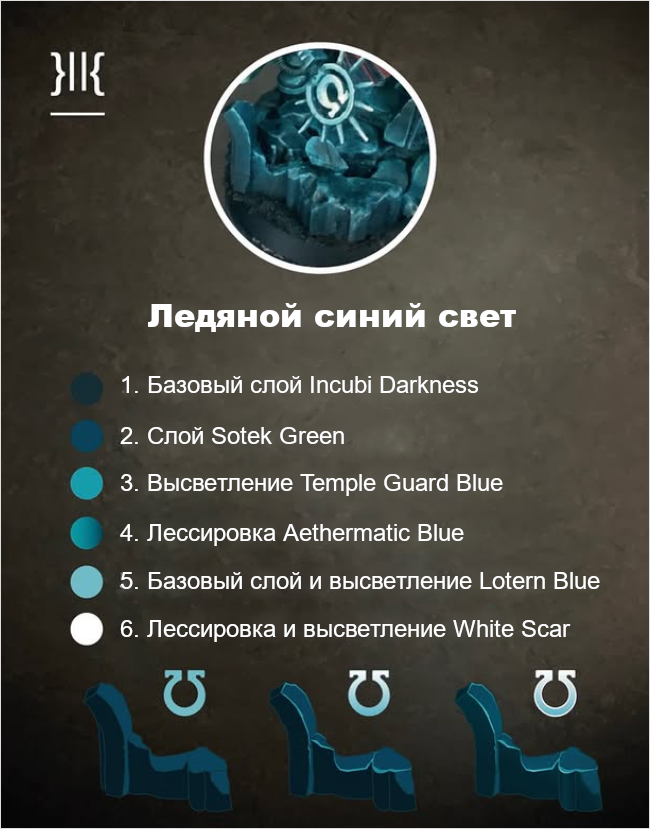 Ледяной синий свет
1. Базовый слой Incubi Darkness
2. Слой Sotek Green
3. Высветление Temple Guard Blue
4. Лессировка Aethermatic Blue
5. Базовый слой и высветление Lotern Blue
6. Лессировка и высветление White Scar